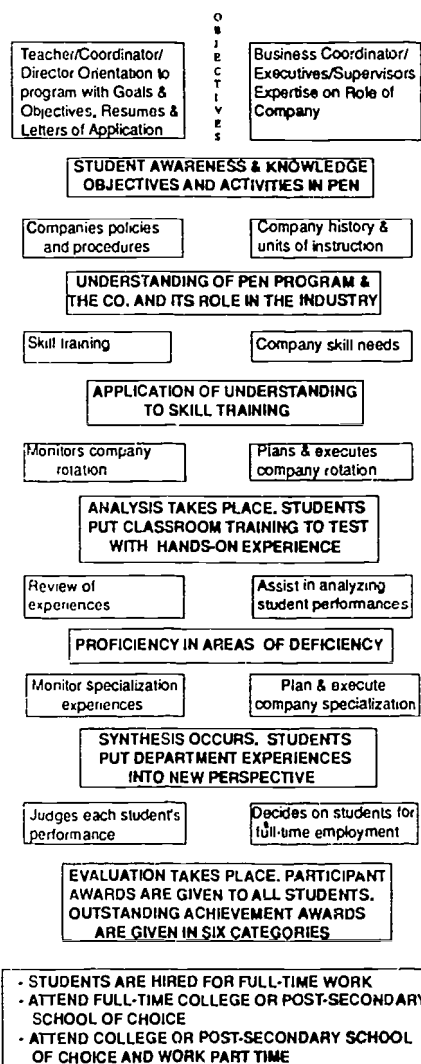 OBJECTIVES
Teacher/Coordinator/
Director Orientation to
program with Goals &
Objectives, Resumes &
Letters of Application
Business Coordinator/
Executives/Supervisors
Expertise on Role of
Company
STUDENT AWARENESS & KNOWLEDGE
OBJECTIVES AND ACTIVITIES IN PEN
Companies policies
and procedures
Company history &
units of instruction
UNDERSTANDING OF PEN PROGRAM &
THE CO. AND ITS ROLE IN THE INDUSTRY
Skill training
Company skill needs
APPLICATION OF UNDERSTANDING
TO SKILL TRAINING
Monitors company
rotation
Plans & executes
company rotation
ANALYSIS TAKES PLACE. STUDENTS
PUT CLASSROOM TRAINING TO TEST
WITH HANDS-ON EXPERIENCE
Review of
experiences
Assist in analyzing
student performances
PROFICIENCY IN AREAS OF DEFICIENCY
Monitor specialization
experiences
Plan & execute
company specialization
SYNTHESIS OCCURS. STUDENTS
PUT DEPARTMENT EXPERIENCES
INTO NEW PERSPECTIVE
Judges each student's
performance
Decides on students for
full-time employment
EVALUATION TAKES PLACE. PARTICIPANT
AWARDS ARE GIVEN TO ALL STUDENTS.
OUTSTANDING ACHIEVEMENT AWARDS
ARE GIVEN IN SIX CATEGORIES
- STUDENTS ARE HIRED FOR FULL-TIME WORK
- ATTEND FULL-TIME COLLEGE OR POST-SECONDARY
SCHOOL OF CHOICE
- ATTEND COLLEGE OR POST-SECONDARY SCHOOL
OF CHOICE AND WORK PART TIME